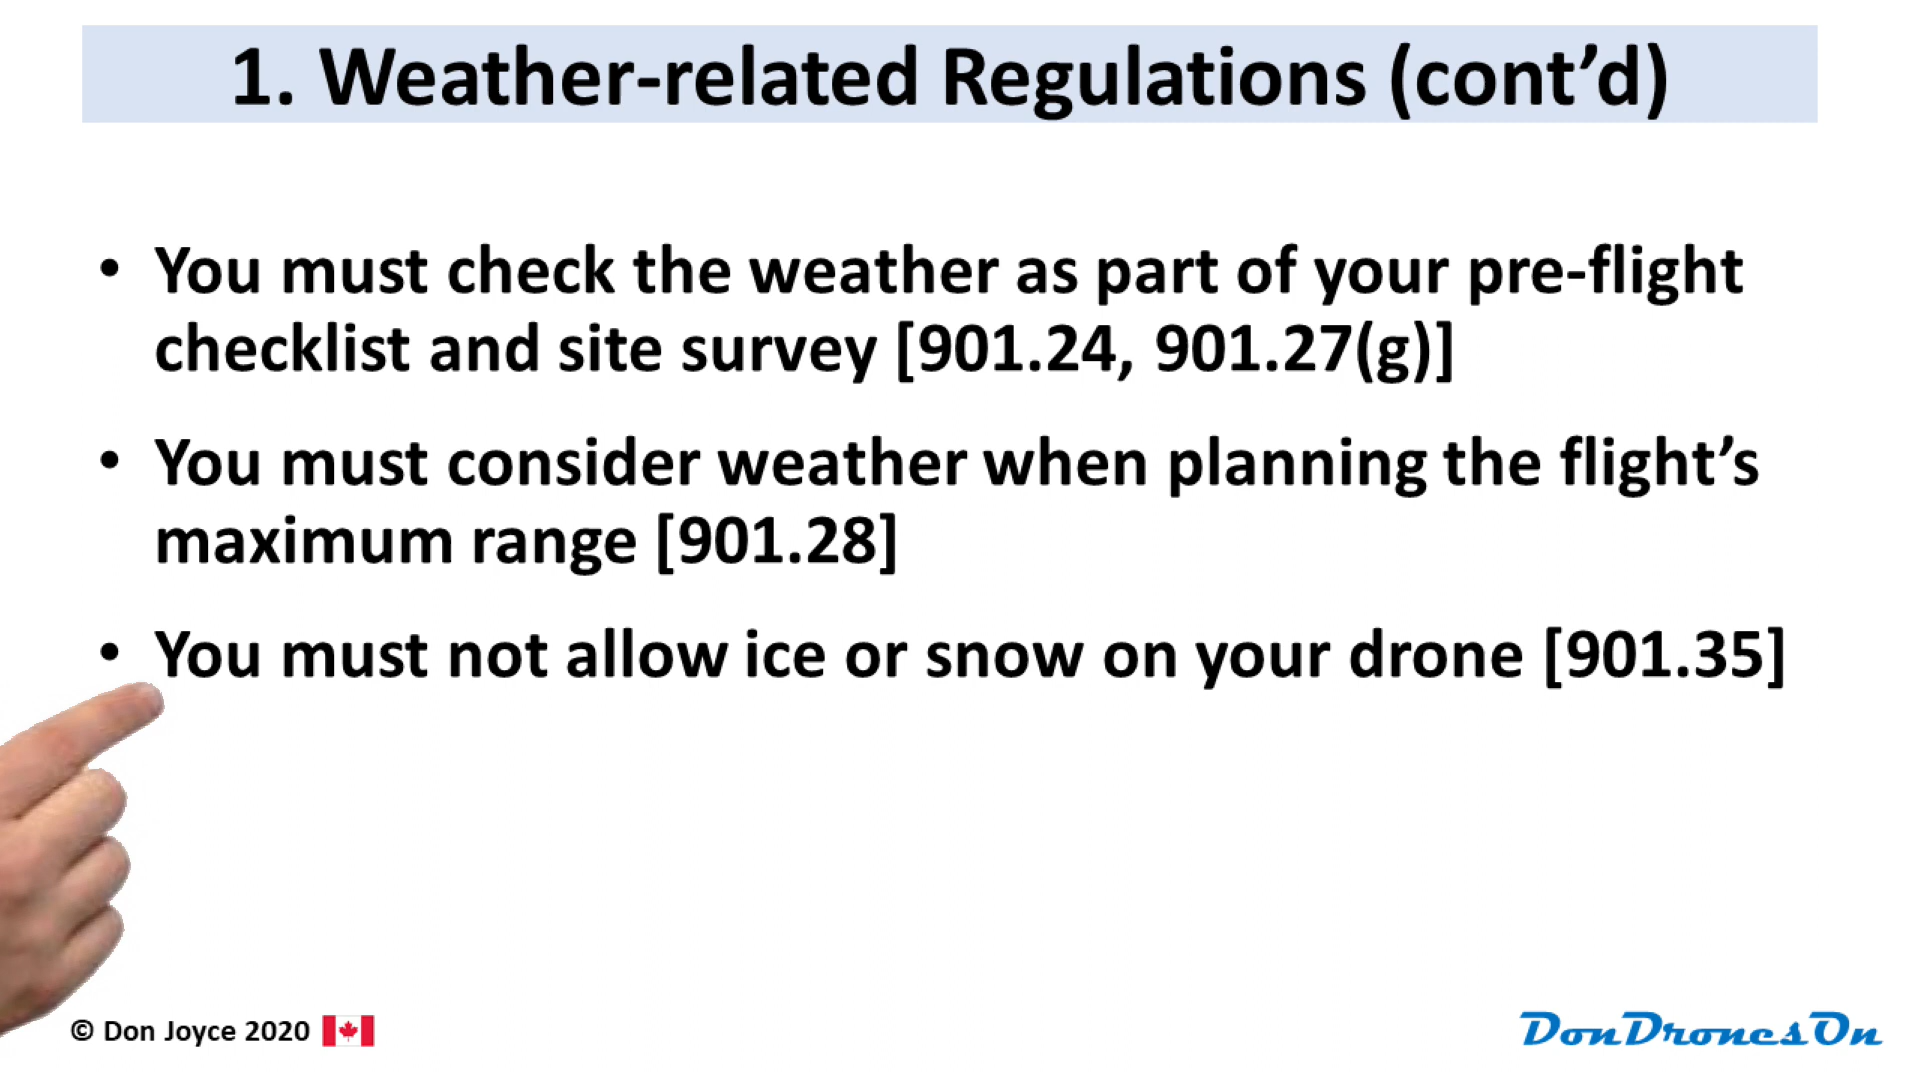 1. Weather-related Regulations (cont’d)
• You must check the weather as part of your pre-flight
checklist and site survey [901.24, 901.27(g)]
• You must consider weather when planning the flight’s
maximum range [901.28]
• You must not allow ice or snow on your drone [901.35]
© Don Joyce 2020
DonDronesOn